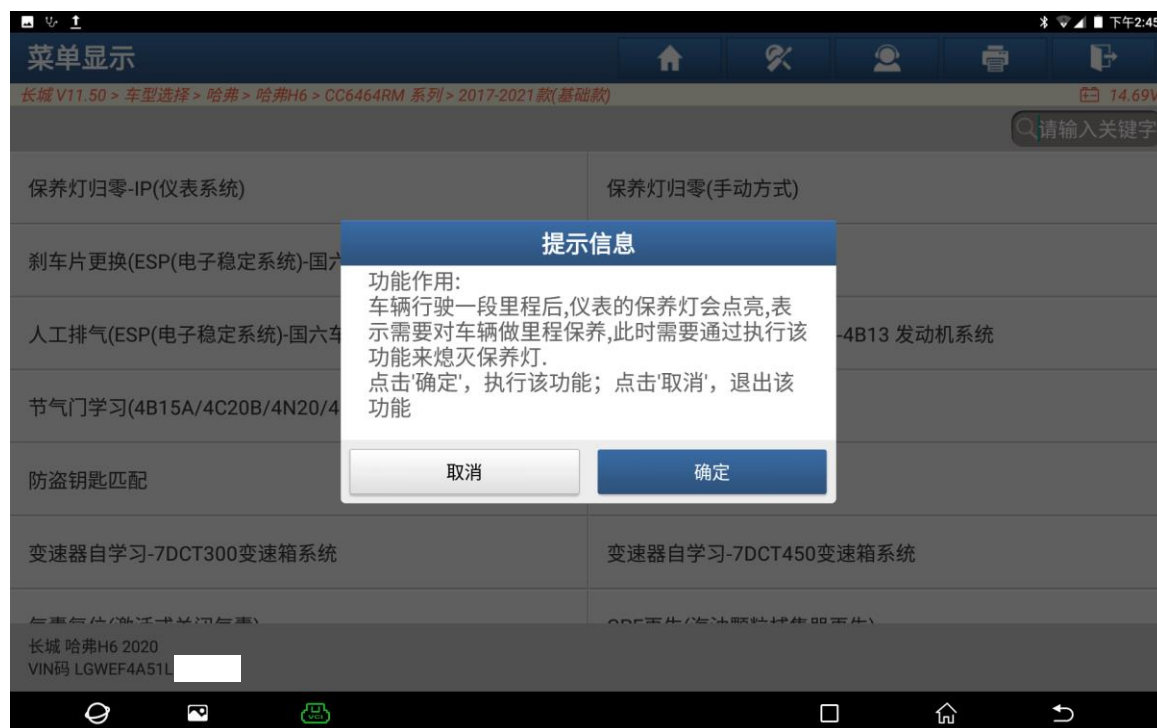 下午2:45
菜单显示
长城 V11.50 > 车型选择 > 哈弗 > 哈弗H6 > CC6464RM 系列 > 2017-2021款(基础款)
14.69V
请输入关键字
保养灯归零-IP(仪表系统)
保养灯归零(手动方式)
刹车片更换(ESP(电子稳定系统)-国六
人工排气(ESP(电子稳定系统)-国六车
-4B13 发动机系统
节气门学习(4B15A/4C20B/4N20/4
防盗钥匙匹配
变速器自学习-7DCT300变速箱系统
变速器自学习-7DCT450变速箱系统
提示信息
功能作用:
车辆行驶一段里程后,仪表的保养灯会点亮,表
示需要对车辆做里程保养,此时需要通过执行该
功能来熄灭保养灯.
点击'确定'，执行该功能；点击'取消'，退出该
功能
取消
确定
长城 哈弗H6 2020
VIN码 LGWEF4A51L
VCI